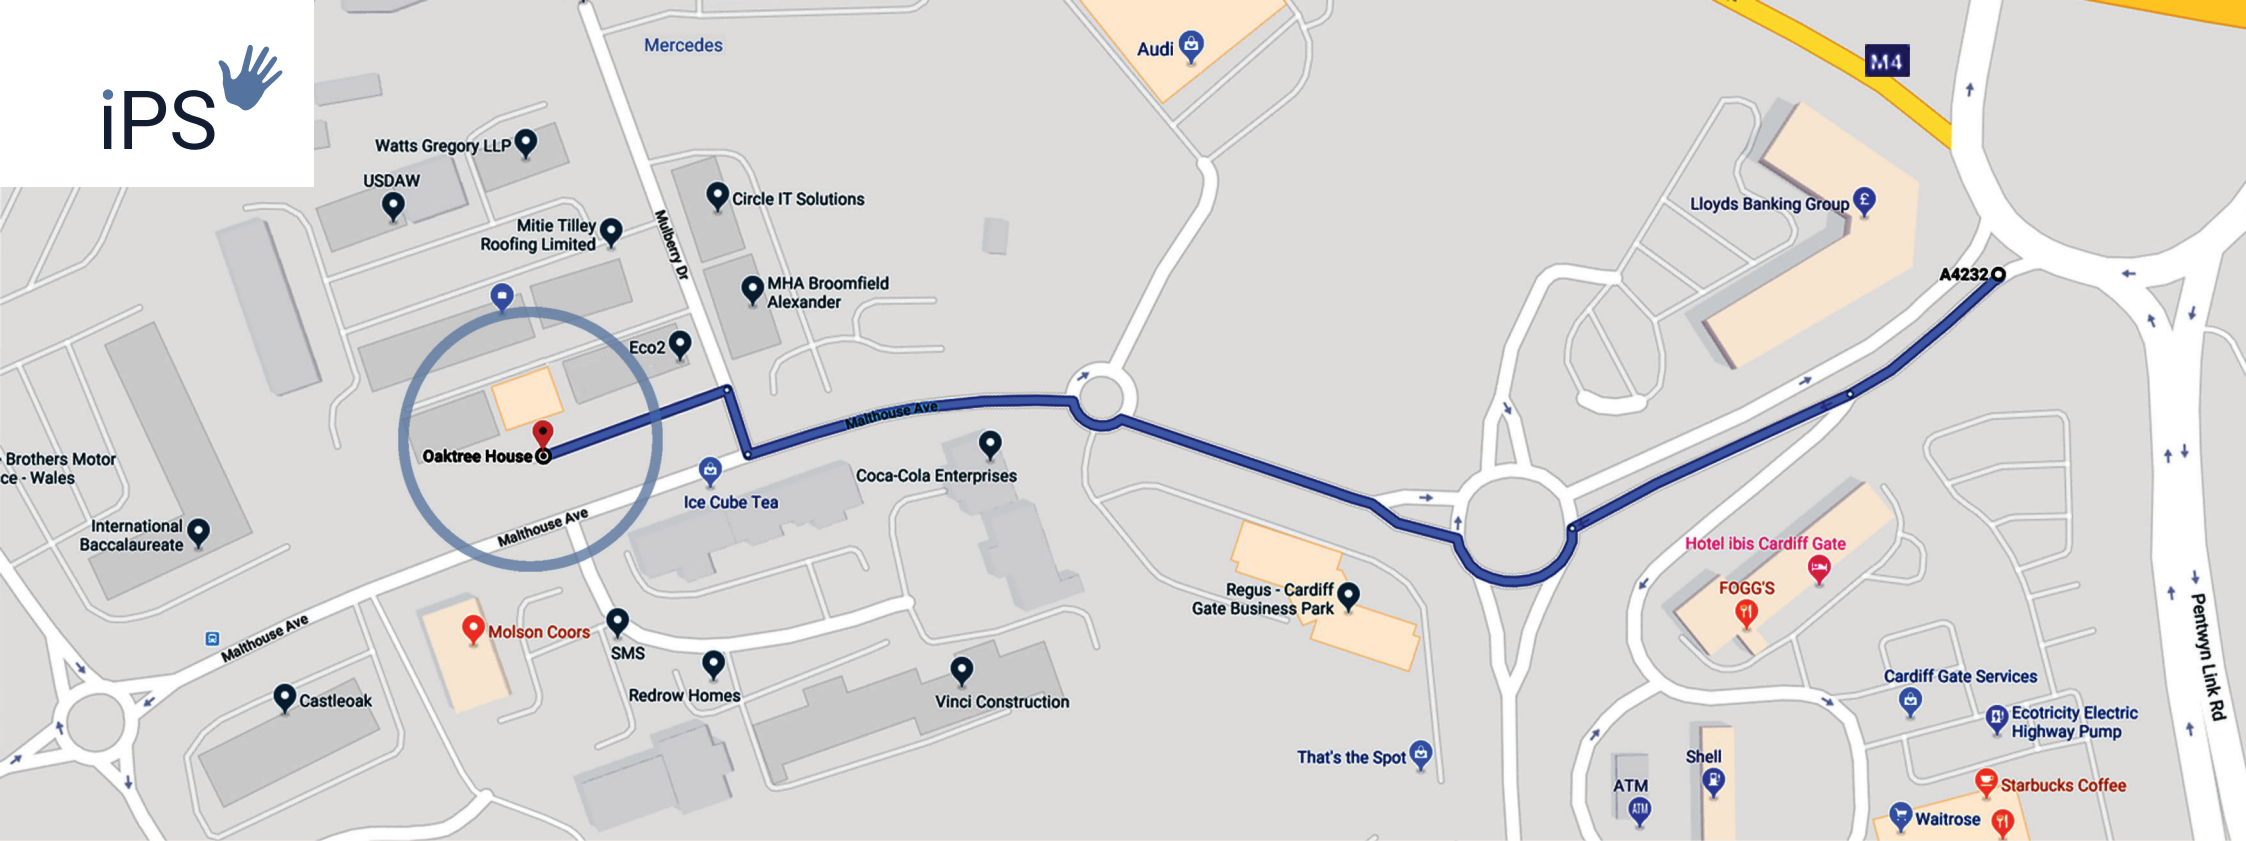 iPS
Mercedes
Audi
M4
Watts Gregory LLP
USDAW
Circle IT Solutions
Lloyds Banking Group
£
Mitie Tilley
Roofing Limited
Mulberry Dr
A4232
MHA Broomfield
Alexander
Eco2
Malthouse Ave
Oaktree House
Brothers Motor
ce - Wales
Coca-Cola Enterprises
Ice Cube Tea
Malthouse Ave
International
Baccalaureate
Hotel ibis Cardiff Gate
FOGG'S
Regus - Cardiff
Gate Business Park
Malthouse Ave
Molson Coors
SMS
Redrow Homes
Castleoak
Vinci Construction
Pentwyn Link Rd
Cardiff Gate Services
Ecotricity Electric
Highway Pump
That's the Spot
Shell
ATM
ATM
Starbucks Coffee
Waitrose